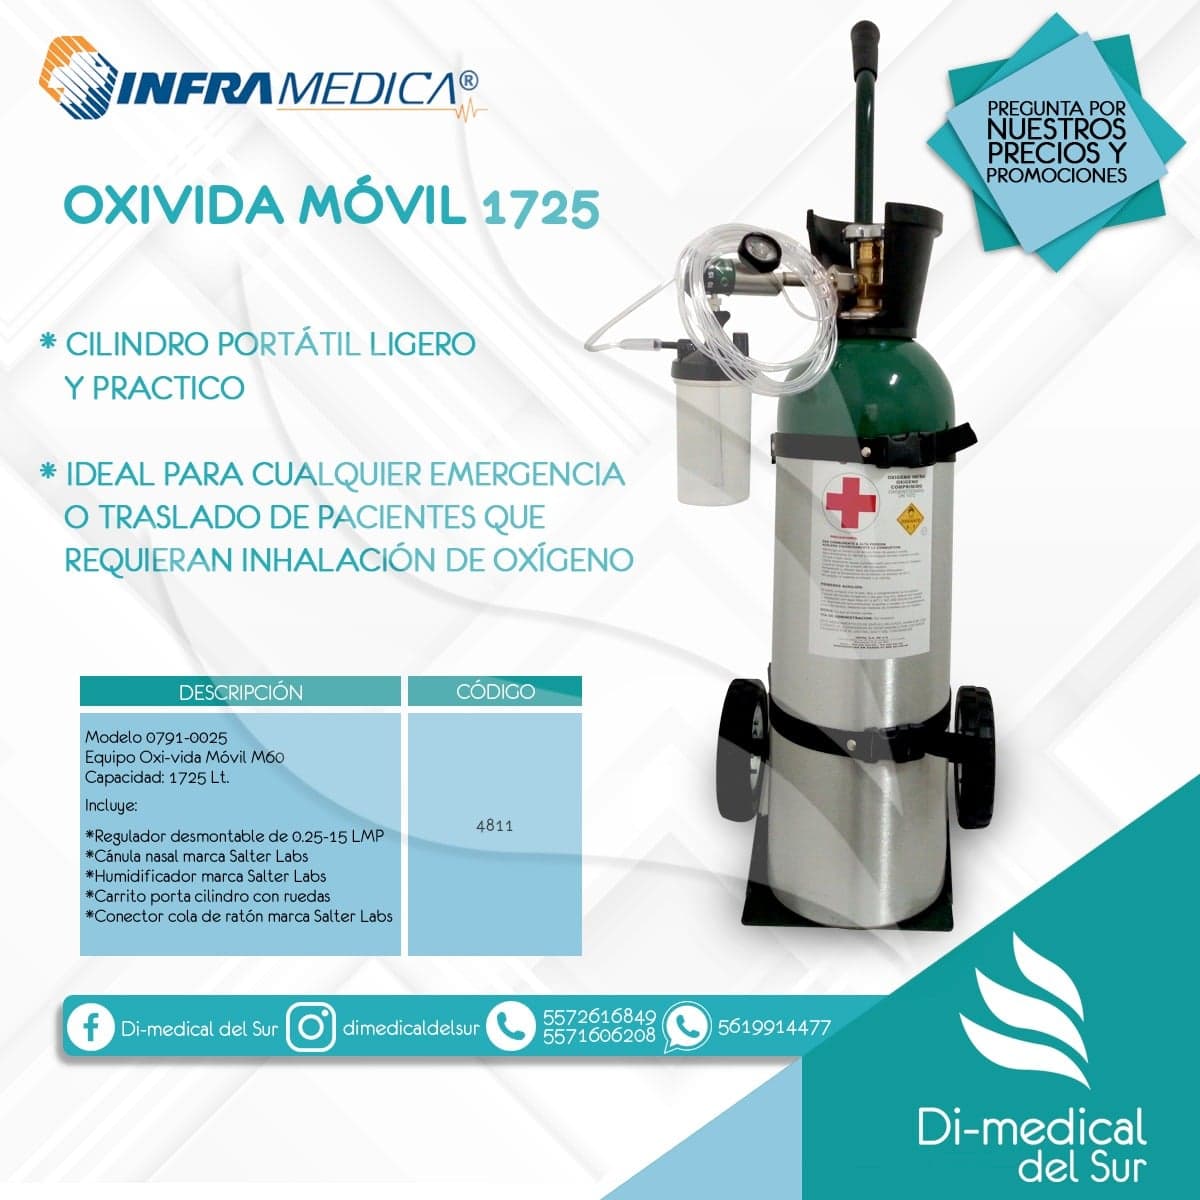 INFRA MEDICA®
PREGUNTA POR
NUESTROS
PRECIOS Y
PROMOCIONES
OXIVIDA MÓVIL 1725
* CILINDRO PORTÁTIL LIGERO
Y PRACTICO
* IDEAL PARA CUALQUIER EMERGENCIA
O TRASLADO DE PACIENTES QUE
REQUIERAN INHALACIÓN DE OXÍGENO
OXIGENO
COMPRIMIDO
DESCRIPCIÓN
CÓDIGO
Modelo 0791-0025
Equipo Oxi-vida Móvil M60
Capacidad: 1725 Lt.
Incluye:
*Regulador desmontable de 0.25-15 LMP
*Cánula nasal marca Salter Labs
*Humidificador marca Salter Labs
*Carrito porta cilindro con ruedas
*Conector cola de ratón marca Salter Labs
4811
Di-medical del Sur
dimedicaldelsur
5572616849
5571606208
5619914477
Di-medical
del Sur